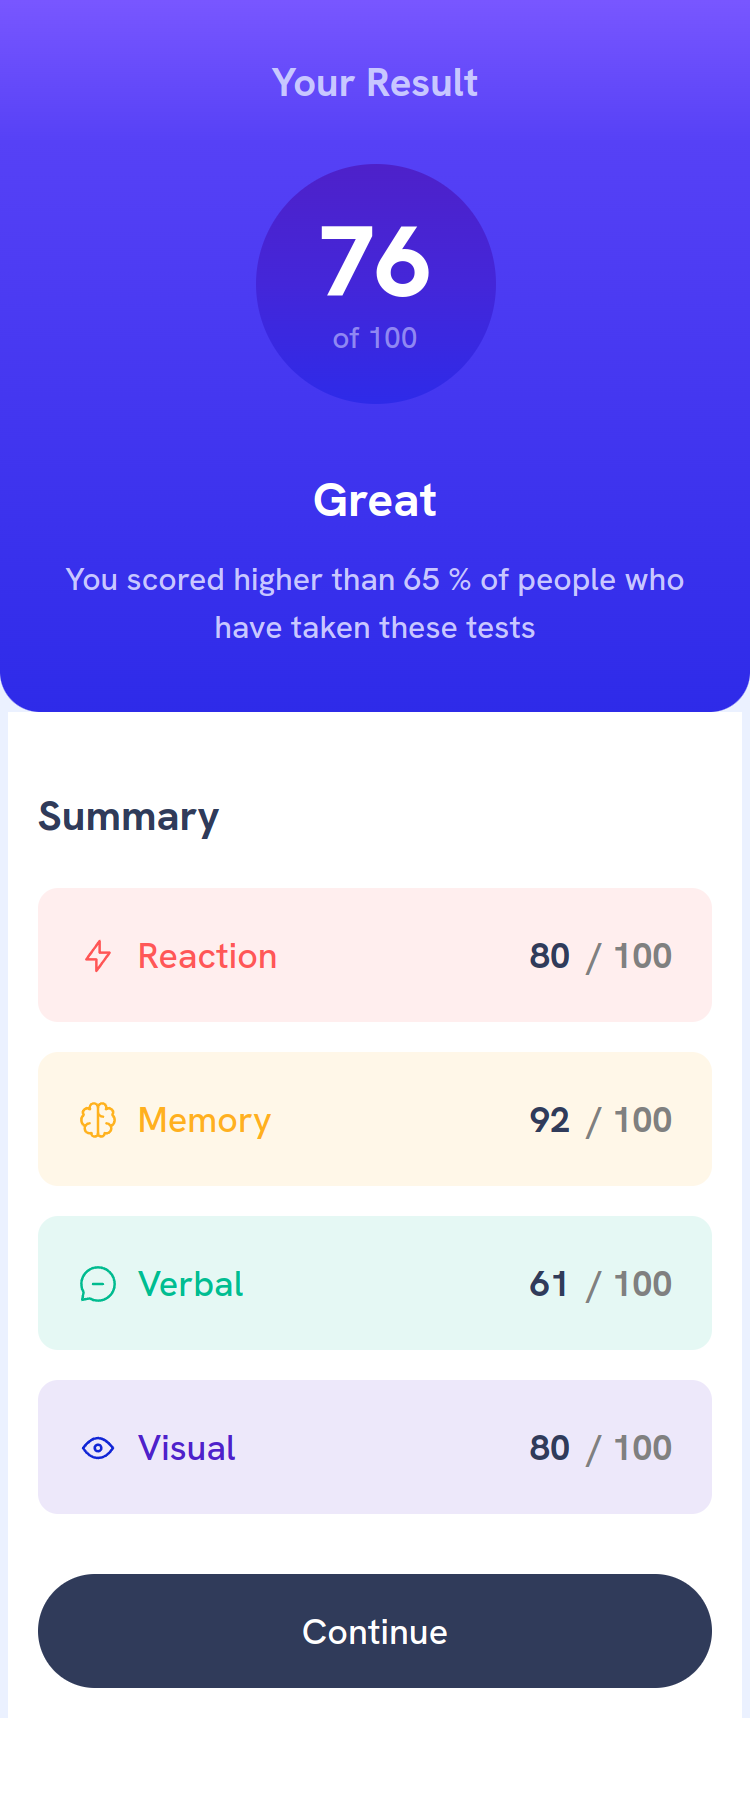 Your Result
76
of 100
Great
You scored higher than 65 % of people who
have taken these tests
Summary
Reaction 80 / 100
Memory 92 / 100
Verbal 61 / 100
Visual 80 / 100
Continue